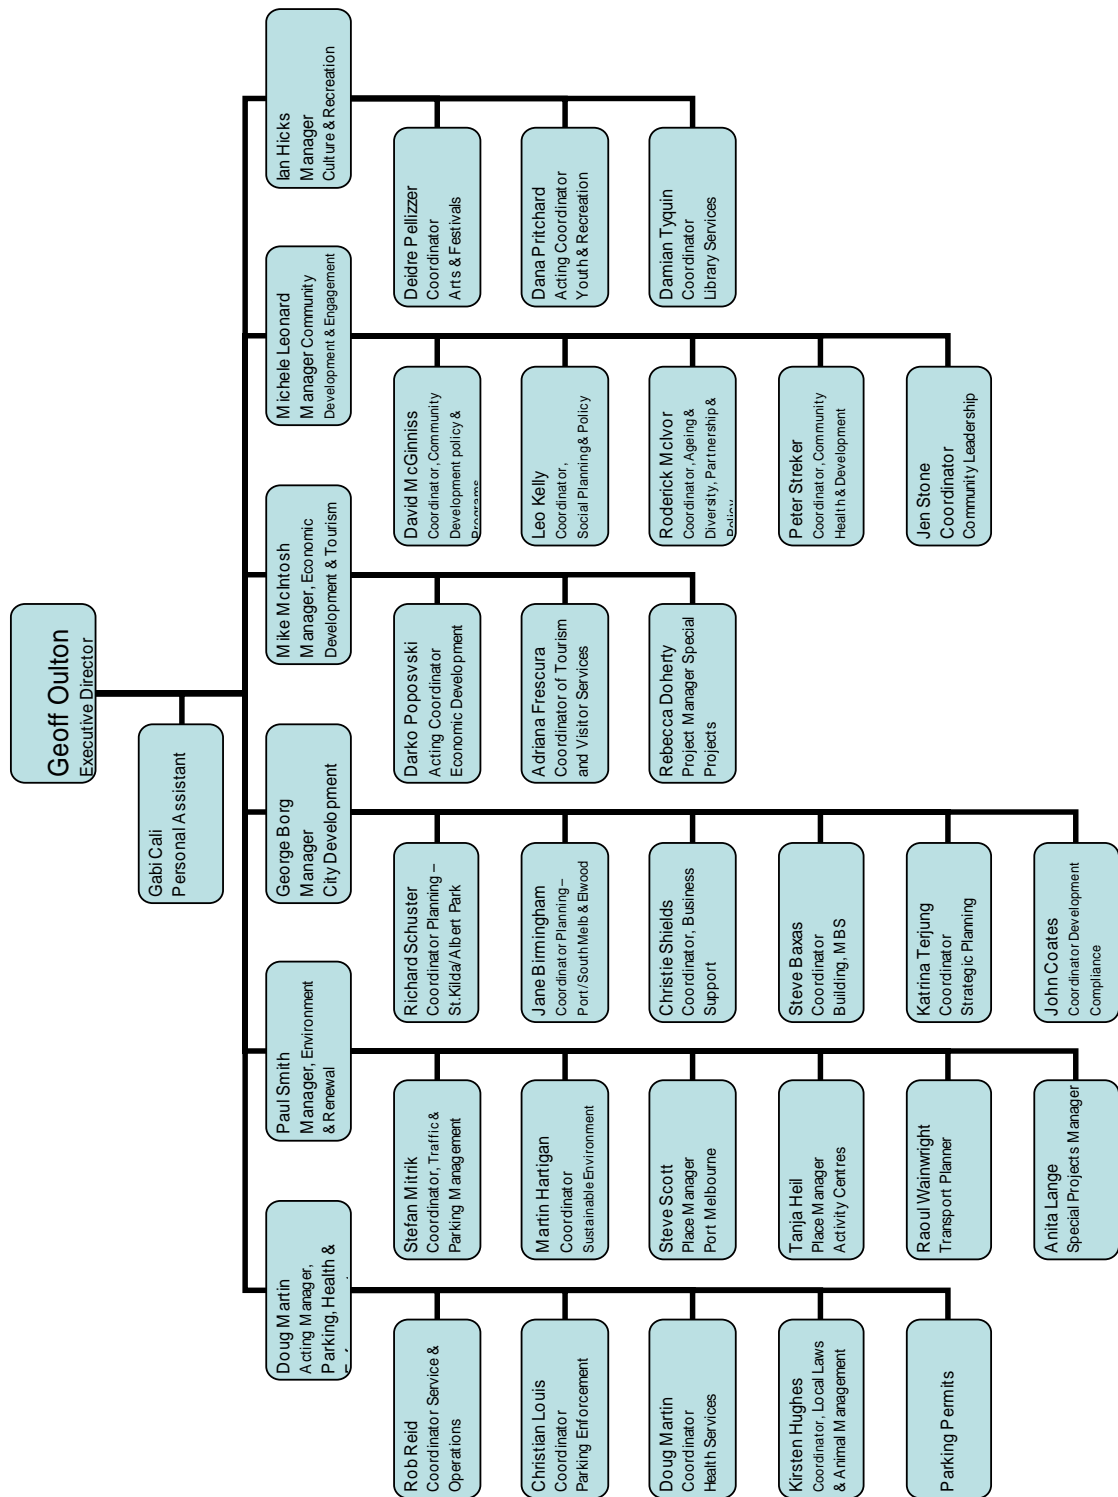 Geoff Oulton
Executive Director
Gabi Cali
Personal Assistant
Doug Martin
Acting Manager,
Parking, Health &
Rob Reid
Coordinator Service &
Operations
Christian Louis
Coordinator
Parking Enforcement
Doug Martin
Coordinator
Health Services
Kirsten Hughes
Coordinator, Local Laws
& Animal Management
Parking Permits
Paul Smith
Manager, Environment
& Renewal
Stefan Mitrik
Coordinator, Traffic &
Parking Management
Martin Hartigan
Coordinator
Sustainable Environment
Steve Scott
Place Manager
Port Melbourne
Tanja Heil
Place Manager
Activity Centres
Raoul Wainwright
Transport Planner
Anita Lange
Special Projects Manager
George Borg
Manager
City Development
Richard Schuster
Coordinator Planning –
St.Kilda/Albert Park
Jane Birmingham
Coordinator Planning –
Port/South Melb & Elwood
Christie Shields
Coordinator, Business
Support
Steve Baxas
Coordinator
Building, MBS
Katrina Terjung
Coordinator
Strategic Planning
John Coates
Coordinator Development
Compliance
Mike McIntosh
Manager, Economic
Development & Tourism
Darko Poposvski
Acting Coordinator
Economic Development
Adriana Frescura
Coordinator of Tourism
and Visitor Services
Rebecca Doherty
Project Manager Special
Projects
Michele Leonard
Manager Community
Development & Engagement
David McGinniss
Coordinator, Community
Development policy &
Programs
Leo Kelly
Coordinator,
Social Planning & Policy
Roderick McIvor
Coordinator, Ageing &
Diversity, Partnership &
Policy
Peter Streker
Coordinator, Community
Health & Development
Jen Stone
Coordinator
Community Leadership
Ian Hicks
Manager
Culture & Recreation
Deidre Pellizzer
Coordinator
Arts & Festivals
Dana Pritchard
Acting Coordinator
Youth & Recreation
Damian Tyquin
Coordinator
Library Services